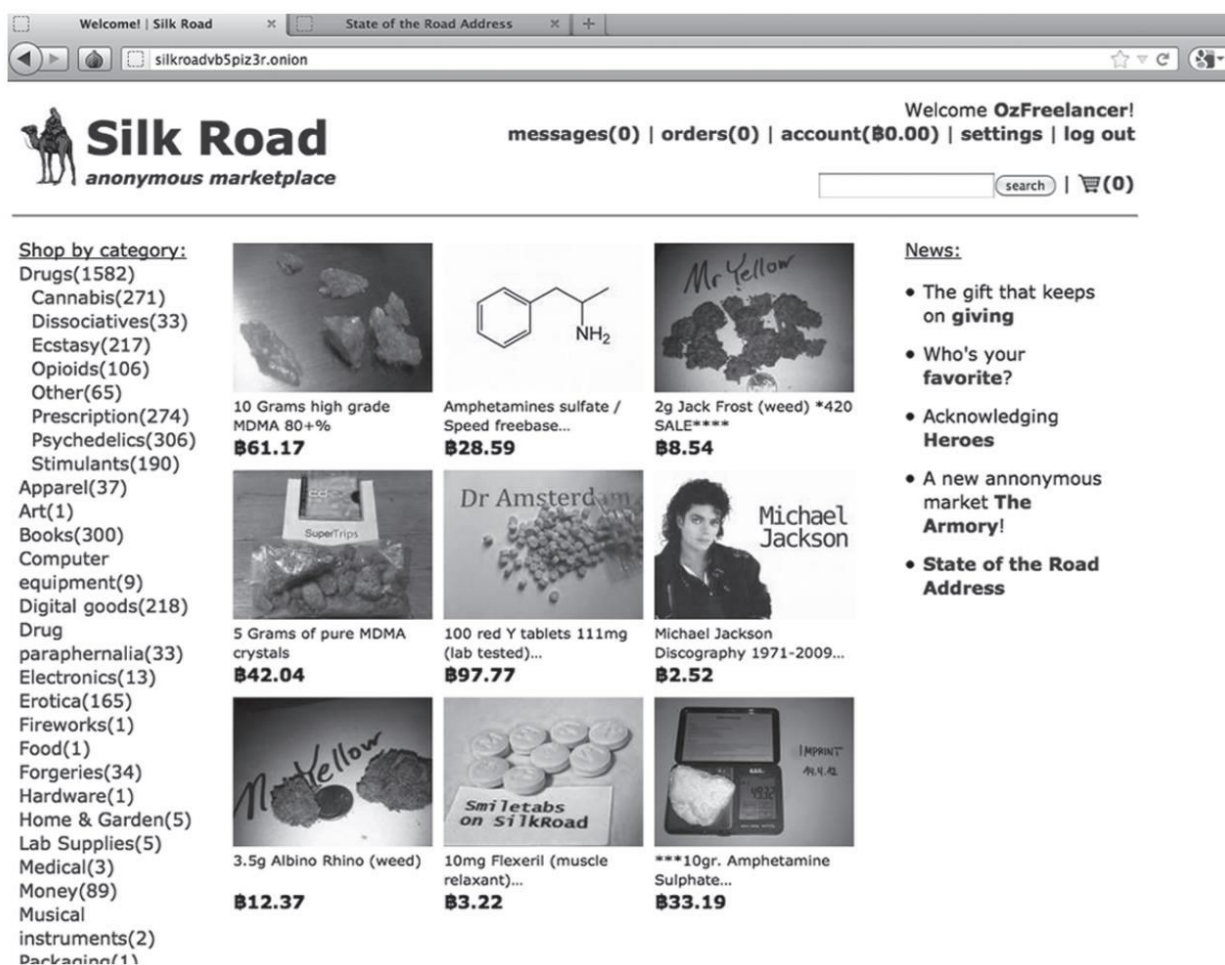 Welcome! | Silk Road
State of the Road Address
silkroadvb5piz3r.onion
Silk Road
anonymous marketplace
Welcome OzFreelancer!
messages(0) | orders(0) | account(฿0.00) | settings | log out
search | (0)
Shop by category:
Drugs(1582)
Cannabis(271)
Dissociatives(33)
Ecstasy(217)
Opioids(106)
Other(65)
Prescription(274)
Psychedelics(306)
Stimulants(190)
Apparel(37)
Art(1)
Books(300)
Computer
equipment(9)
Digital goods(218)
Drug
paraphernalia(33)
Electronics(13)
Erotica(165)
Fireworks(1)
Food(1)
Forgeries(34)
Hardware(1)
Home & Garden(5)
Lab Supplies(5)
Medical(3)
Money(89)
Musical
instruments(2)
Packaging(1)
10 Grams high grade
MDMA 80+%
฿61.17
NH₂
Amphetamines sulfate /
Speed freebase...
฿28.59
Mr Yellow
2g Jack Frost (weed) *420
SALE****
฿8.54
SuperTrips
5 Grams of pure MDMA
crystals
฿42.04
Dr Amsterdam
100 red Y tablets 111mg
(lab tested)...
฿97.77
Michael
Jackson
Michael Jackson
Discography 1971-2009...
฿2.52
Mr Yellow
3.5g Albino Rhino (weed)
฿12.37
Smiletabs
on SilkRoad
10mg Flexeril (muscle
relaxant)...
฿3.22
IMPRINT
14.4.12
***10gr. Amphetamine
Sulphate...
฿33.19
News:
The gift that keeps
on giving
Who's your
favorite?
Acknowledging
Heroes
A new annonymous
market The
Armory!
State of the Road
Address